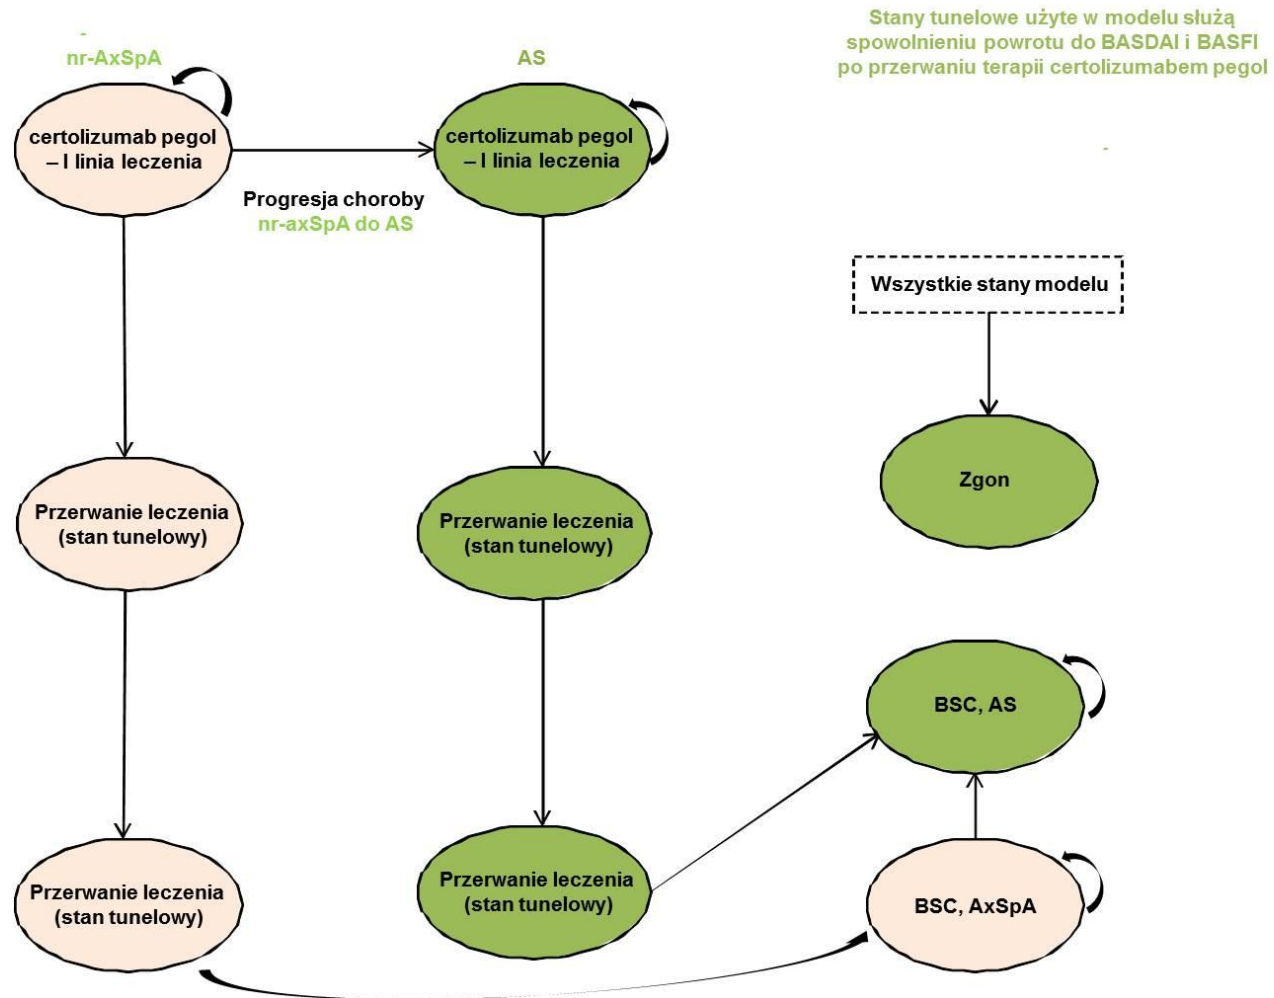 nr-AxSpA
AS
Stany tunelowe użyte w modelu służą
spowolnieniu powrotu do BASDAI i BASFI
po przerwaniu terapii certolizumabem pegol
certolizumab pegol
– I linia leczenia
certolizumab pegol
– I linia leczenia
Progresja choroby
nr-axSpA do AS
Wszystkie stany modelu
Zgon
Przerwanie leczenia
(stan tunelowy)
Przerwanie leczenia
(stan tunelowy)
BSC, AS
Przerwanie leczenia
(stan tunelowy)
Przerwanie leczenia
(stan tunelowy)
BSC, AxSpA